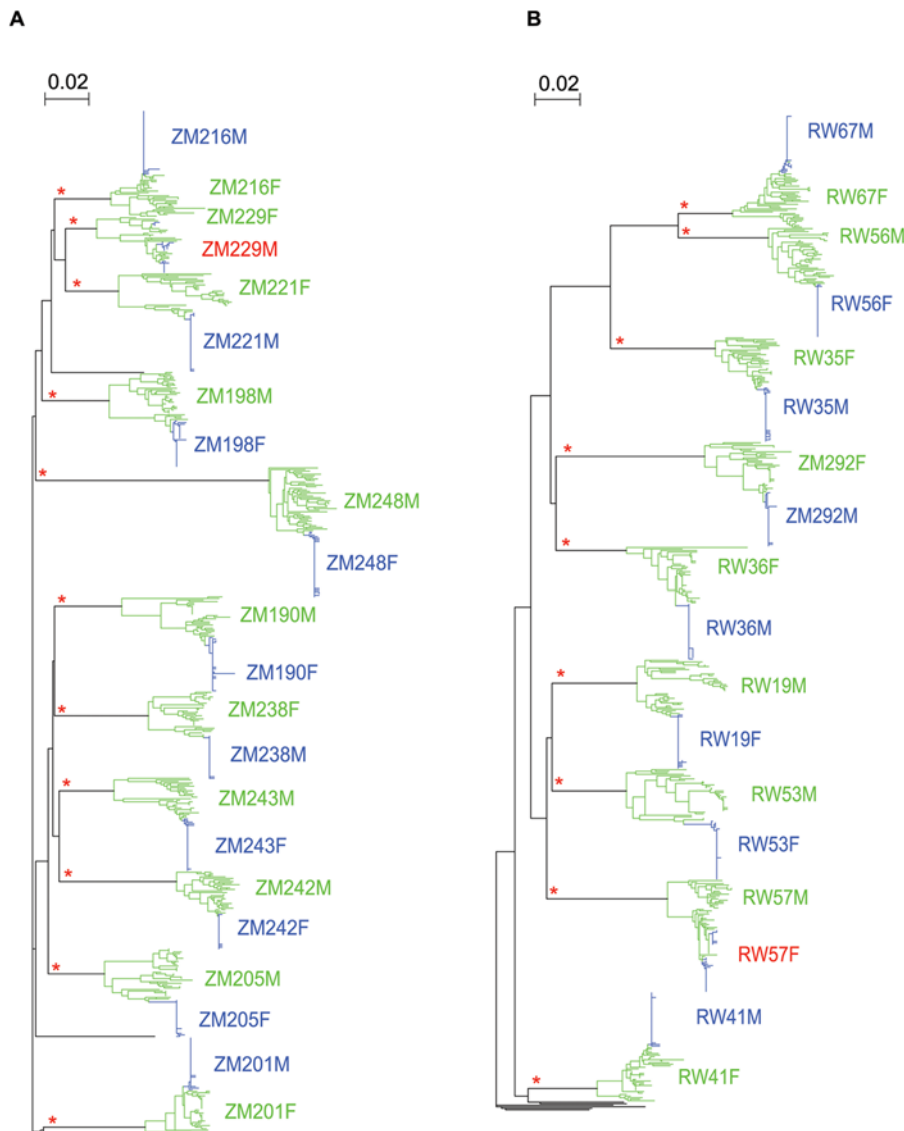 A
0.02
ZM216M
*
ZM216F
ZM229F
*
ZM229M
*
ZM221F
ZM221M
*
ZM198M
ZM198F
*
ZM248M
ZM248F
*
ZM190M
ZM190F
*
ZM238F
ZM238M
*
ZM243M
ZM243F
*
ZM242M
ZM242F
*
ZM205M
ZM205F
ZM201M
*
ZM201F
B
0.02
RW67M
RW67F
*
*
RW56M
RW56F
*
RW35F
RW35M
*
ZM292F
ZM292M
*
RW36F
RW36M
*
RW19M
RW19F
*
RW53M
RW53F
*
RW57M
RW57F
RW41M
*
RW41F